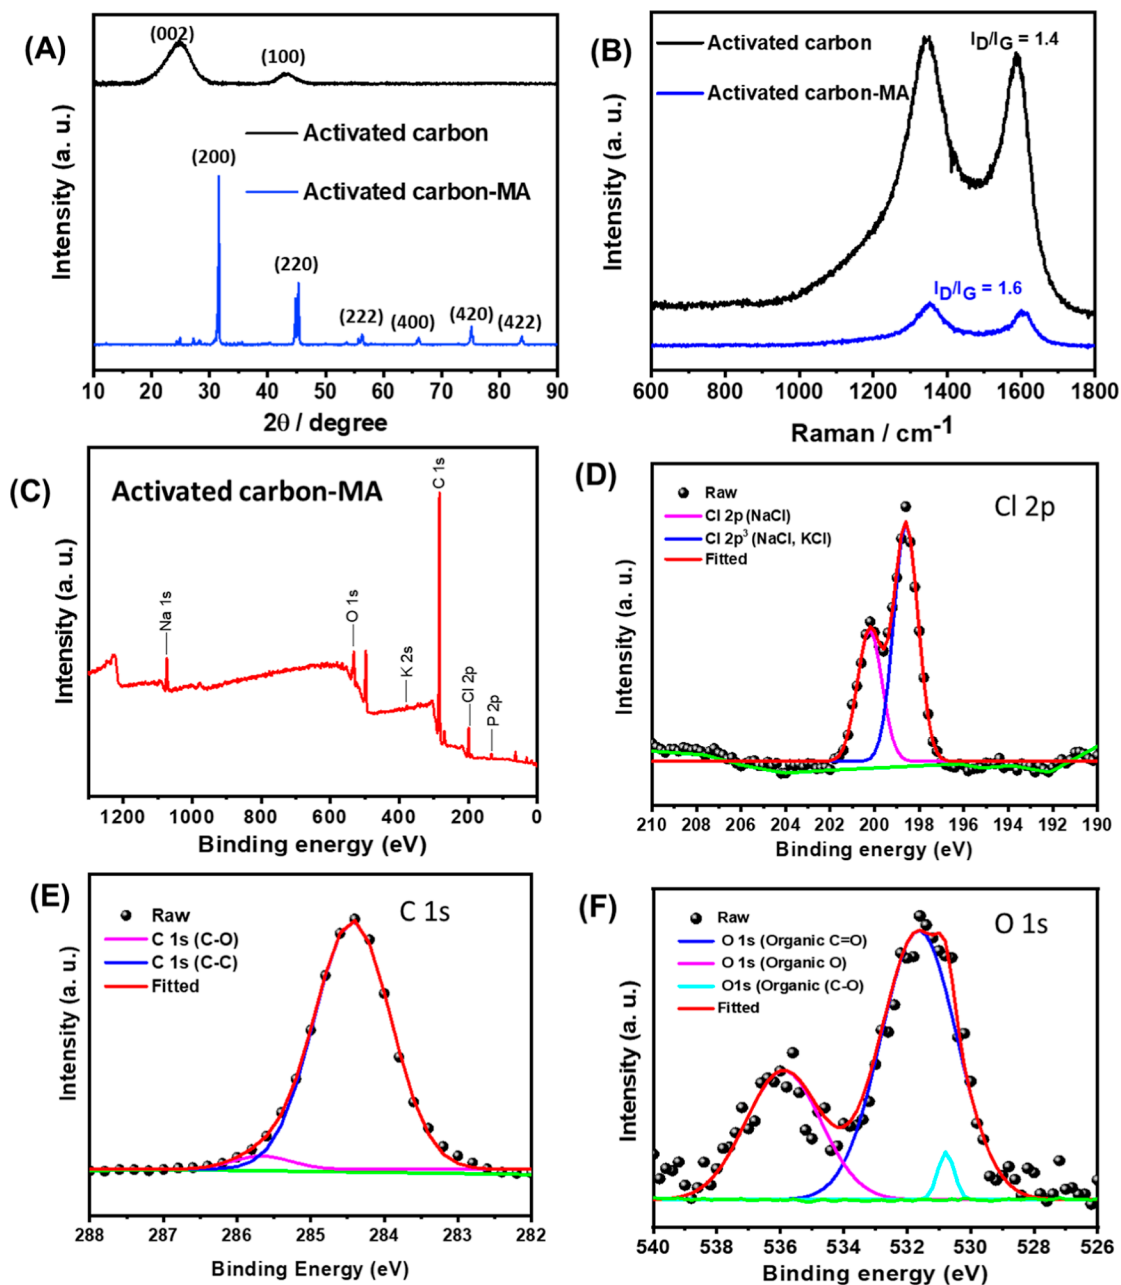 (A)
(002)
(100)
Activated carbon
(200)
Activated carbon-MA
(220)
(222)
(400)
(420)
(422)
Intensity (a. u.)
10 20 30 40 50 60 70 80 90
2θ / degree
(B)
Activated carbon
I_D/I_G = 1.4
Activated carbon-MA
I_D/I_G = 1.6
Intensity (a. u.)
600 800 1000 1200 1400 1600 1800
Raman / cm-1
(C)
Activated carbon-MA
C 1s
Na 1s
O 1s
K 2s
Cl 2p
P 2p
Intensity (a. u.)
1200 1000 800 600 400 200 0
Binding energy (eV)
(D)
Raw
Cl 2p (NaCl)
Cl 2p3 (NaCl, KCl)
Fitted
Cl 2p
Intensity (a. u.)
210 208 206 204 202 200 198 196 194 192 190
Binding energy (eV)
(E)
Raw
C 1s (C-O)
C 1s (C-C)
Fitted
C 1s
Intensity (a. u.)
288 287 286 285 284 283 282
Binding Energy (eV)
(F)
Raw
O 1s (Organic C=O)
O 1s (Organic O)
O1s (Organic (C-O)
Fitted
O 1s
Intensity (a. u.)
540 538 536 534 532 530 528 526
Binding energy (eV)